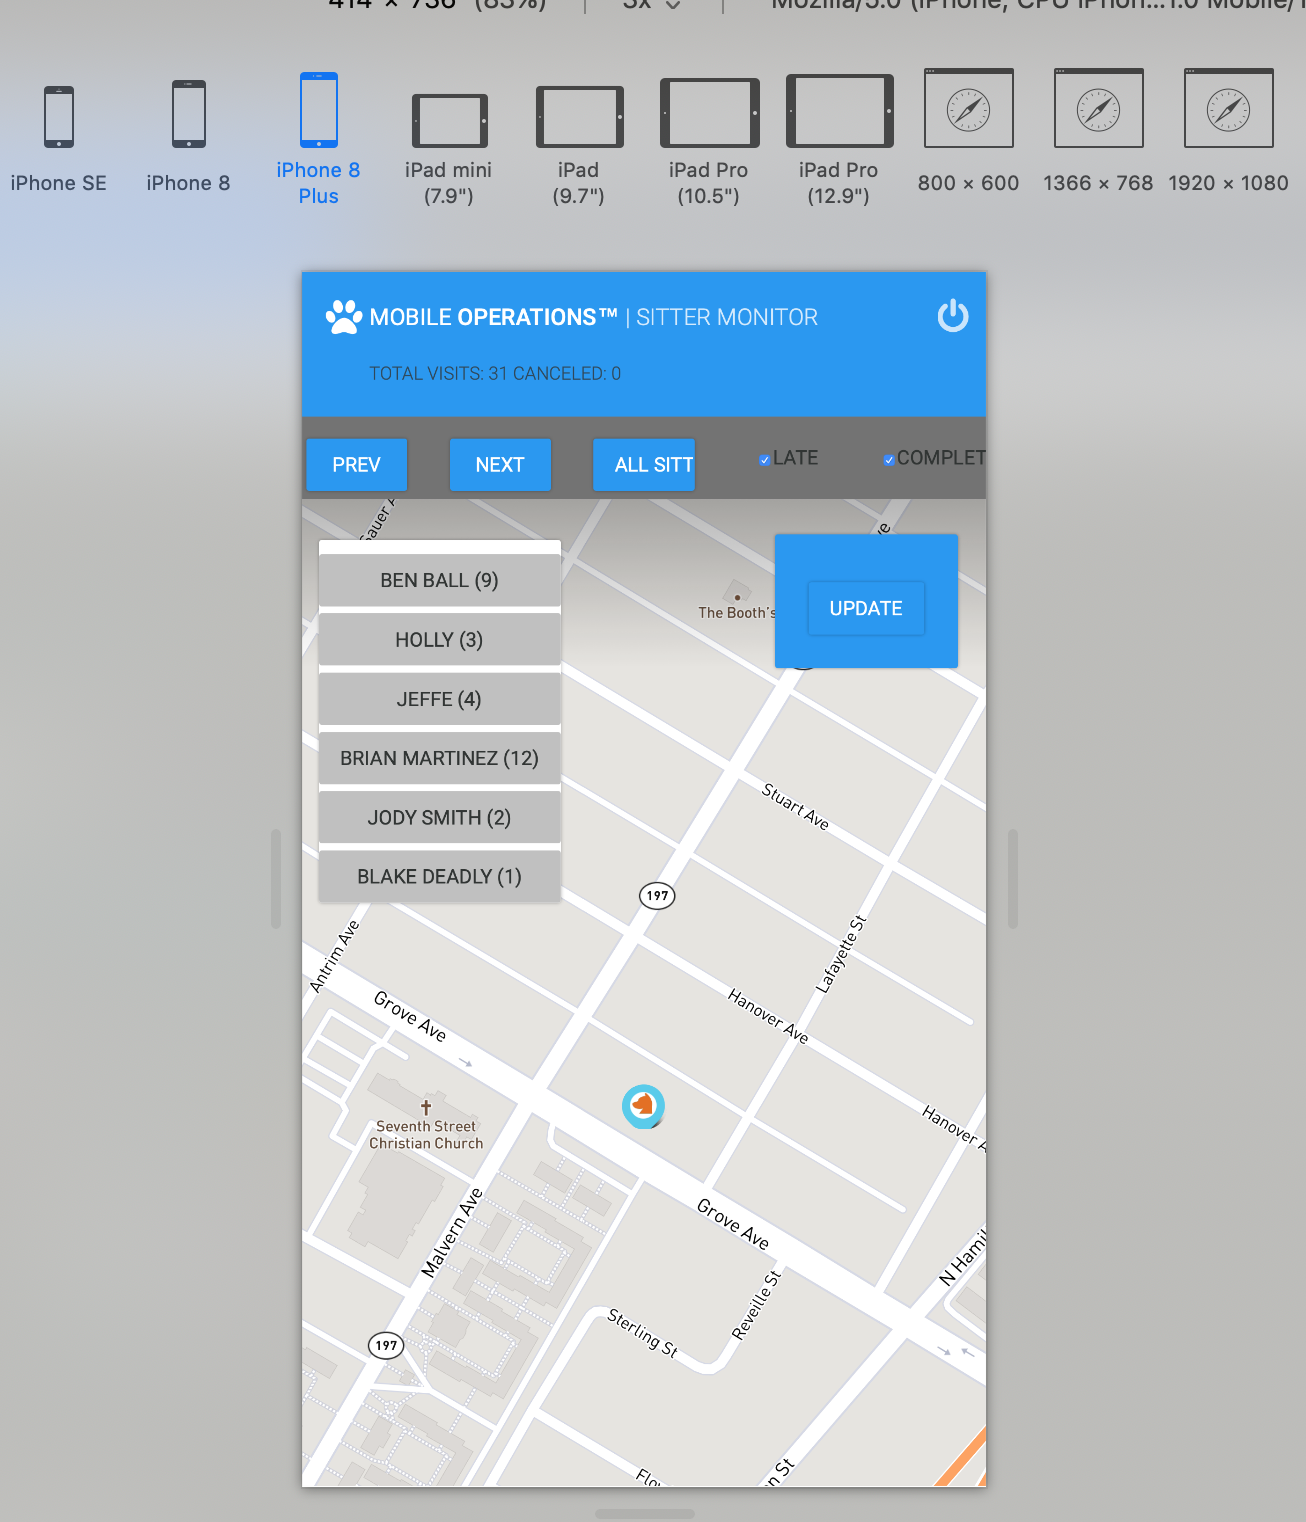 414 × 736 (83%) 3x Mozilla/5.0 (iPhone; CPU iPhon...1.0 Mobile/1
iPhone SE
iPhone 8
iPhone 8
Plus
iPad mini
(7.9")
iPad
(9.7")
iPad Pro
(10.5")
iPad Pro
(12.9")
800 × 600
1366 × 768
1920 × 1080
MOBILE OPERATIONS™ | SITTER MONITOR
TOTAL VISITS: 31 CANCELED: 0
PREV
NEXT
ALL SITT
LATE
COMPLET
BEN BALL (9)
HOLLY (3)
JEFFE (4)
BRIAN MARTINEZ (12)
JODY SMITH (2)
BLAKE DEADLY (1)
UPDATE
Sauer A
ve
The Booth's
Stuart Ave
197
Lafayette St
Antrim Ave
Grove Ave
Hanover Ave
Hanover A
Seventh Street
Christian Church
Malvern Ave
Grove Ave
N Hamil
Reveille St
Sterling St
197
Flo
n St